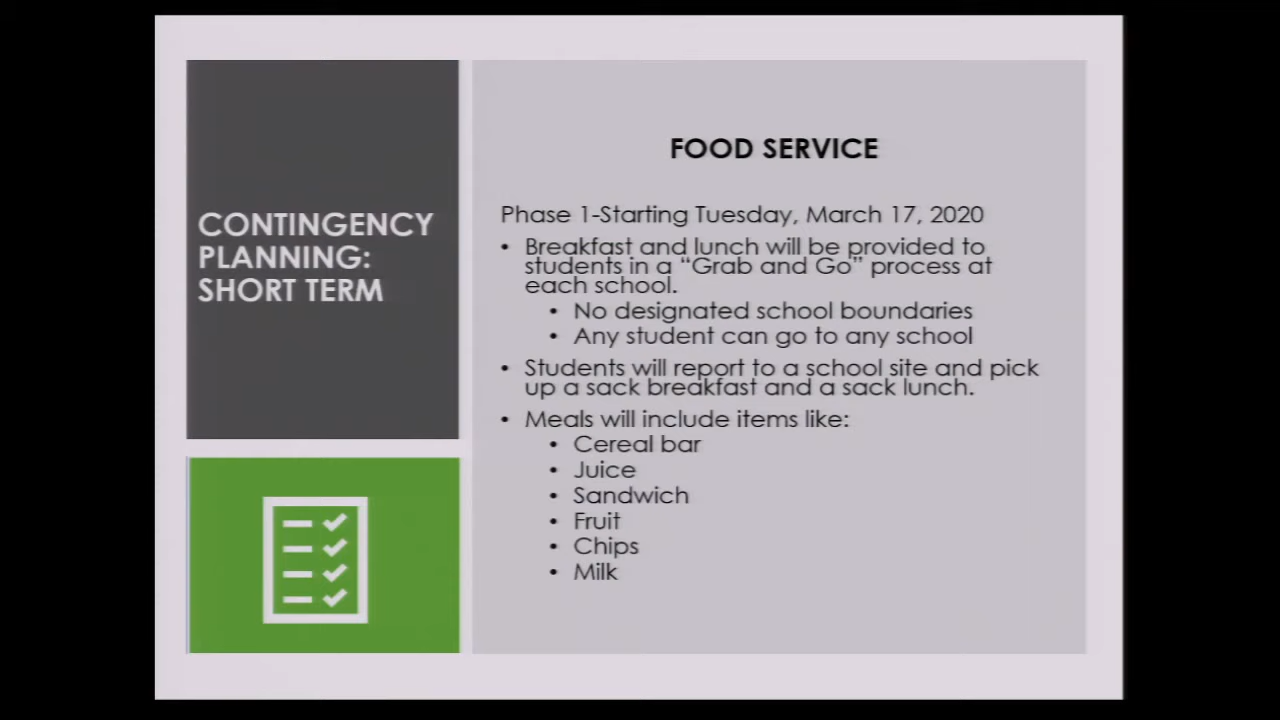 CONTINGENCY
PLANNING:
SHORT TERM
FOOD SERVICE
Phase 1-Starting Tuesday, March 17, 2020
• Breakfast and lunch will be provided to
students in a “Grab and Go” process at
each school.
• No designated school boundaries
• Any student can go to any school
• Students will report to a school site and pick
up a sack breakfast and a sack lunch.
• Meals will include items like:
• Cereal bar
• Juice
• Sandwich
• Fruit
• Chips
• Milk